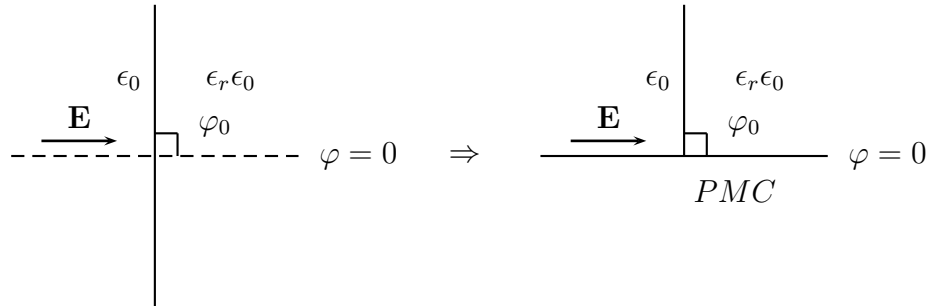 ϵ₀ ϵᵣϵ₀ ϵ₀ ϵᵣϵ₀
E φ₀ E φ₀
φ = 0 ⇒ φ = 0
PMC